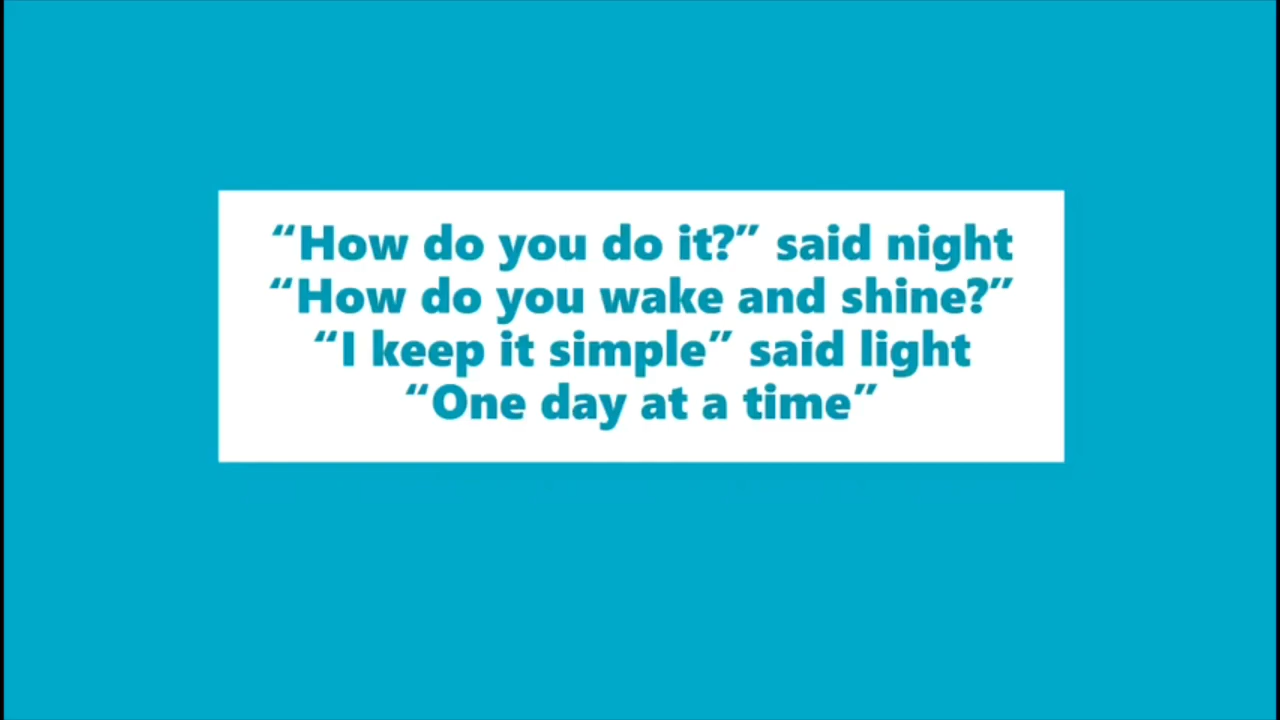 “How do you do it?” said night
“How do you wake and shine?”
“I keep it simple” said light
“One day at a time”